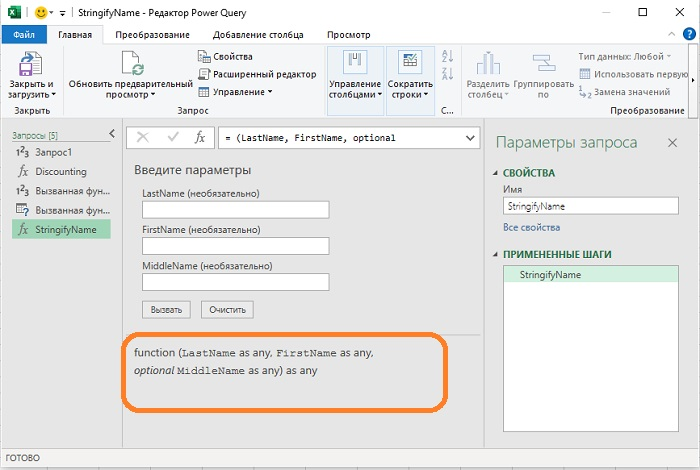 StringifyName - Редактор Power Query
Файл Главная Преобразование Добавление столбца Просмотр
Закрыть и загрузить
Закрыть
Обновить предварительный просмотр
Свойства
Расширенный редактор
Управление
Запрос
Управление столбцами
Сократить строки
С...
Разделить столбец
Группировать по
Тип данных: Любой
Использовать первую
Замена значений
Преобразование
Запросы [5]
Запрос1
Discounting
Вызванная фун...
Вызванная фун...
StringifyName
= (LastName, FirstName, optional
Введите параметры
LastName (необязательно)
FirstName (необязательно)
MiddleName (необязательно)
Вызвать Очистить
function (LastName as any, FirstName as any,
optional MiddleName as any) as any
Параметры запроса
СВОЙСТВА
Имя
StringifyName
Все свойства
ПРИМЕНЕННЫЕ ШАГИ
StringifyName
ГОТОВО